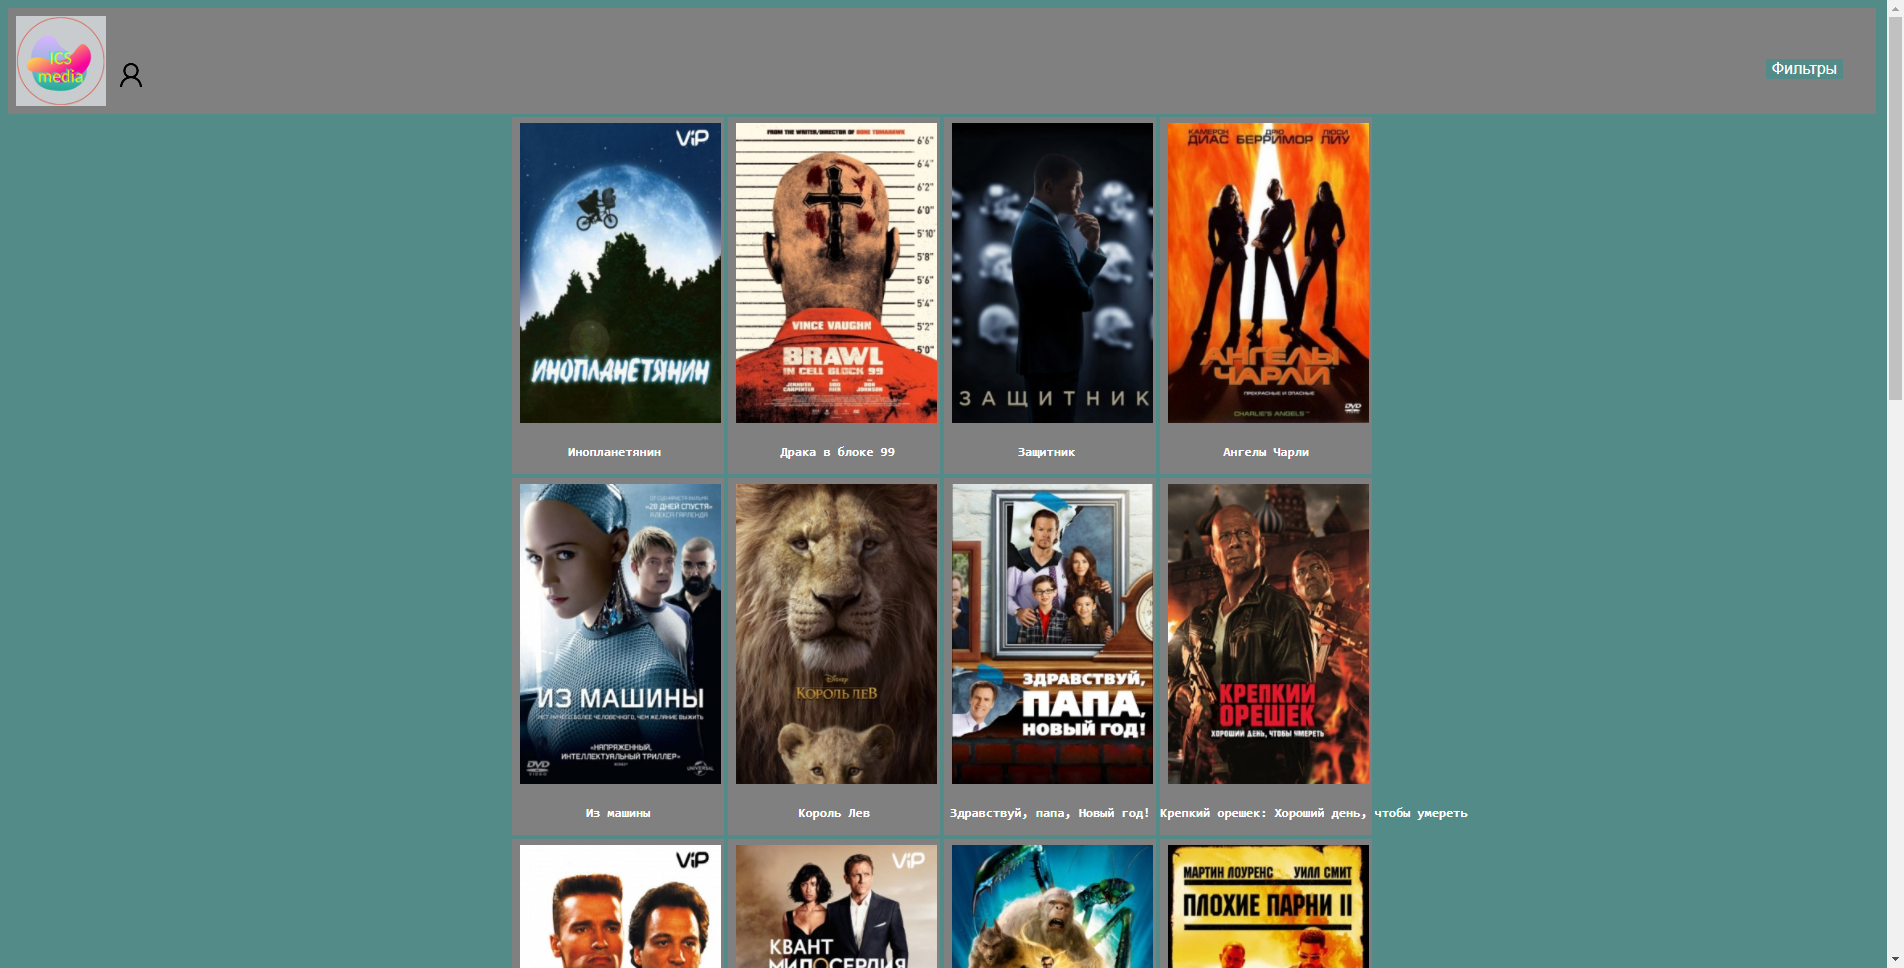 ICS
media
Фильтры
ViP
ИНОПЛАНЕТЯНИН
FROM THE WRITER/DIRECTOR OF BONE TOMAHAWK
6'6"
6'4"
6'2"
6'0"
5'10"
5'8"
5'6"
5'4"
5'2"
5'0"
VINCE VAUGHN
BRAWL
IN CELL BLOCK 99
JENNIFER CARPENTER
DON JOHNSON
ЗАЩИТНИК
КАМЕРОН ДИАС
ДРЮ БЕРРИМОР
ЛЮСИ ЛИУ
АНГЕЛЫ
ЧАРЛИ
ПРЕКРАСНЫЕ И ОПАСНЫЕ
CHARLIE'S ANGELS
DVD
Инопланетянин
Драка в блоке 99
Защитник
Ангелы Чарли
ОТ СЦЕНАРИСТА ФИЛЬМА
«28 ДНЕЙ СПУСТЯ»
АЛЕКСА ГАРЛЕНДА
ИЗ МАШИНЫ
НЕТ НИЧЕГО БОЛЕЕ ЧЕЛОВЕЧНОГО, ЧЕМ ЖЕЛАНИЕ ВЫЖИТЬ
«НАПРЯЖЕННЫЙ,
ИНТЕЛЛЕКТУАЛЬНЫЙ ТРИЛЛЕР»
DVD
VIDEO
UNIVERSAL
Disney
КОРОЛЬ ЛЕВ
ЗДРАВСТВУЙ,
ПАПА,
НОВЫЙ ГОД!
КРЕПКИЙ
ОРЕШЕК
ХОРОШИЙ ДЕНЬ, ЧТОБЫ УМЕРЕТЬ
Из машины
Король Лев
Здравствуй, папа, Новый год!
Крепкий орешек: Хороший день, чтобы умереть
ViP
ViP
КВАНТ
МИЛОСЕРДИЯ
МАРТИН ЛОУРЕНС
УИЛЛ СМИТ
ПЛОХИЕ ПАРНИ II